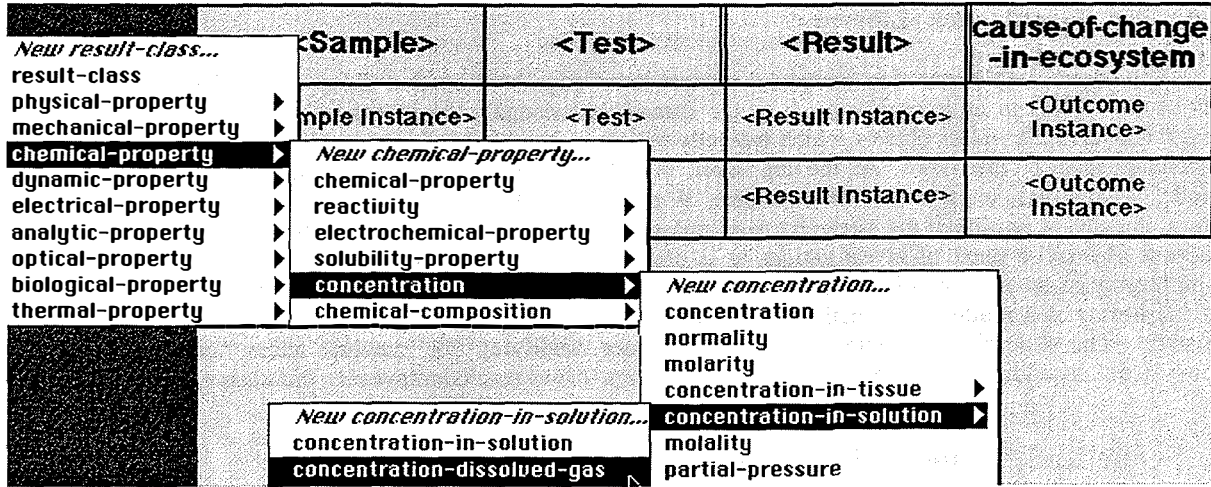 <Sample> <Test> <Result> cause-of-change
-in-ecosystem
mple Instance> <Test> <Result Instance> <Outcome
Instance>
<Result Instance> <Outcome
Instance>
New result-class...
result-class
physical-property
mechanical-property
chemical-property
dynamic-property
electrical-property
analytic-property
optical-property
biological-property
thermal-property
New chemical-property...
chemical-property
reactivity
electrochemical-property
solubility-property
concentration
chemical-composition
New concentration...
concentration
normality
molarity
concentration-in-tissue
concentration-in-solution
molality
partial-pressure
New concentration-in-solution...
concentration-in-solution
concentration-dissolved-gas